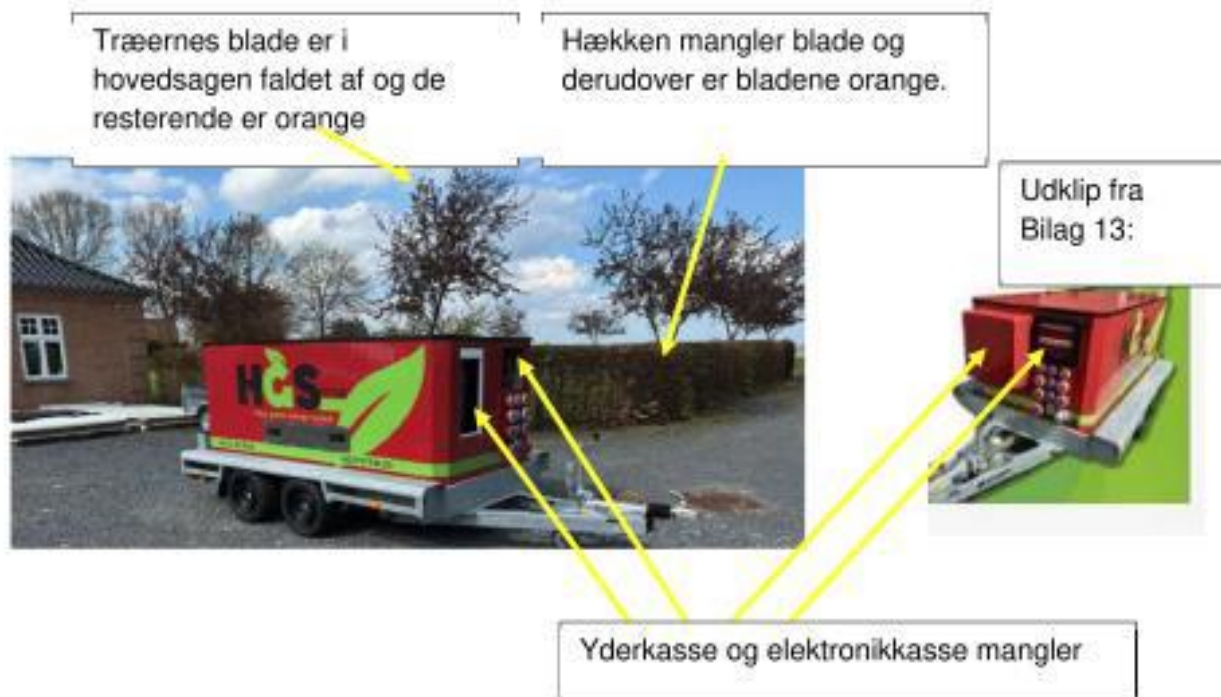 Træernes blade er i
hovedsagen faldet af og de
resterende er orange
Hækken mangler blade og
derudover er bladene orange.
Udklip fra
Bilag 13:
HGS
Yderkasse og elektronikkasse mangler